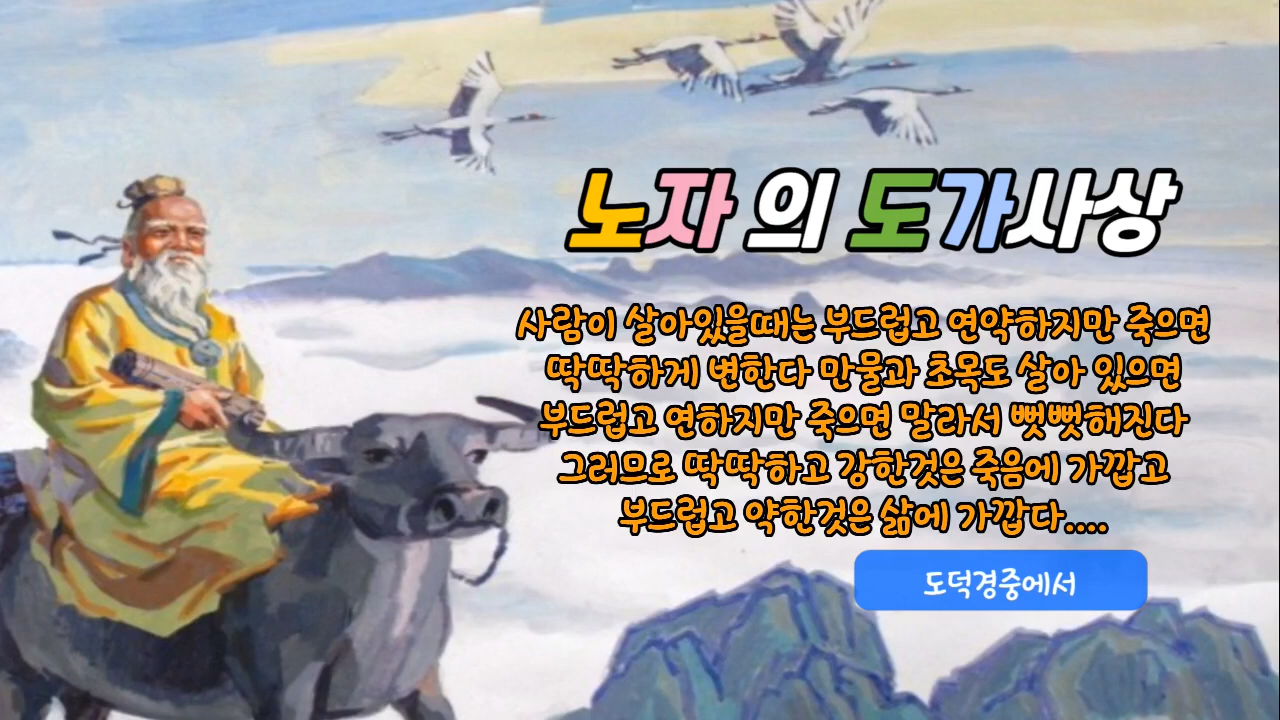 노자 의 도가사상
사람이 살아있을때는 부드럽고 연약하지만 죽으면
딱딱하게 변한다 만물과 초목도 살아 있으면
부드럽고 연하지만 죽으면 말라서 뻣뻣해진다
그러므로 딱딱하고 강한것은 죽음에 가깝고
부드럽고 약한것은 삶에 가깝다....
도덕경중에서